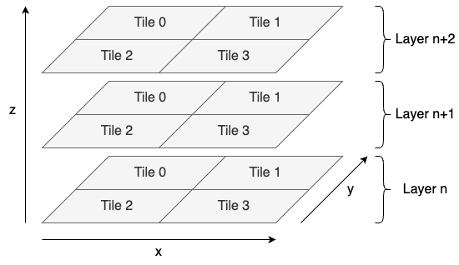 Tile 0 Tile 1
Tile 2 Tile 3
Layer n+2
z
Tile 0 Tile 1
Tile 2 Tile 3
Layer n+1
Tile 0 Tile 1
Tile 2 Tile 3
Layer n
y
x